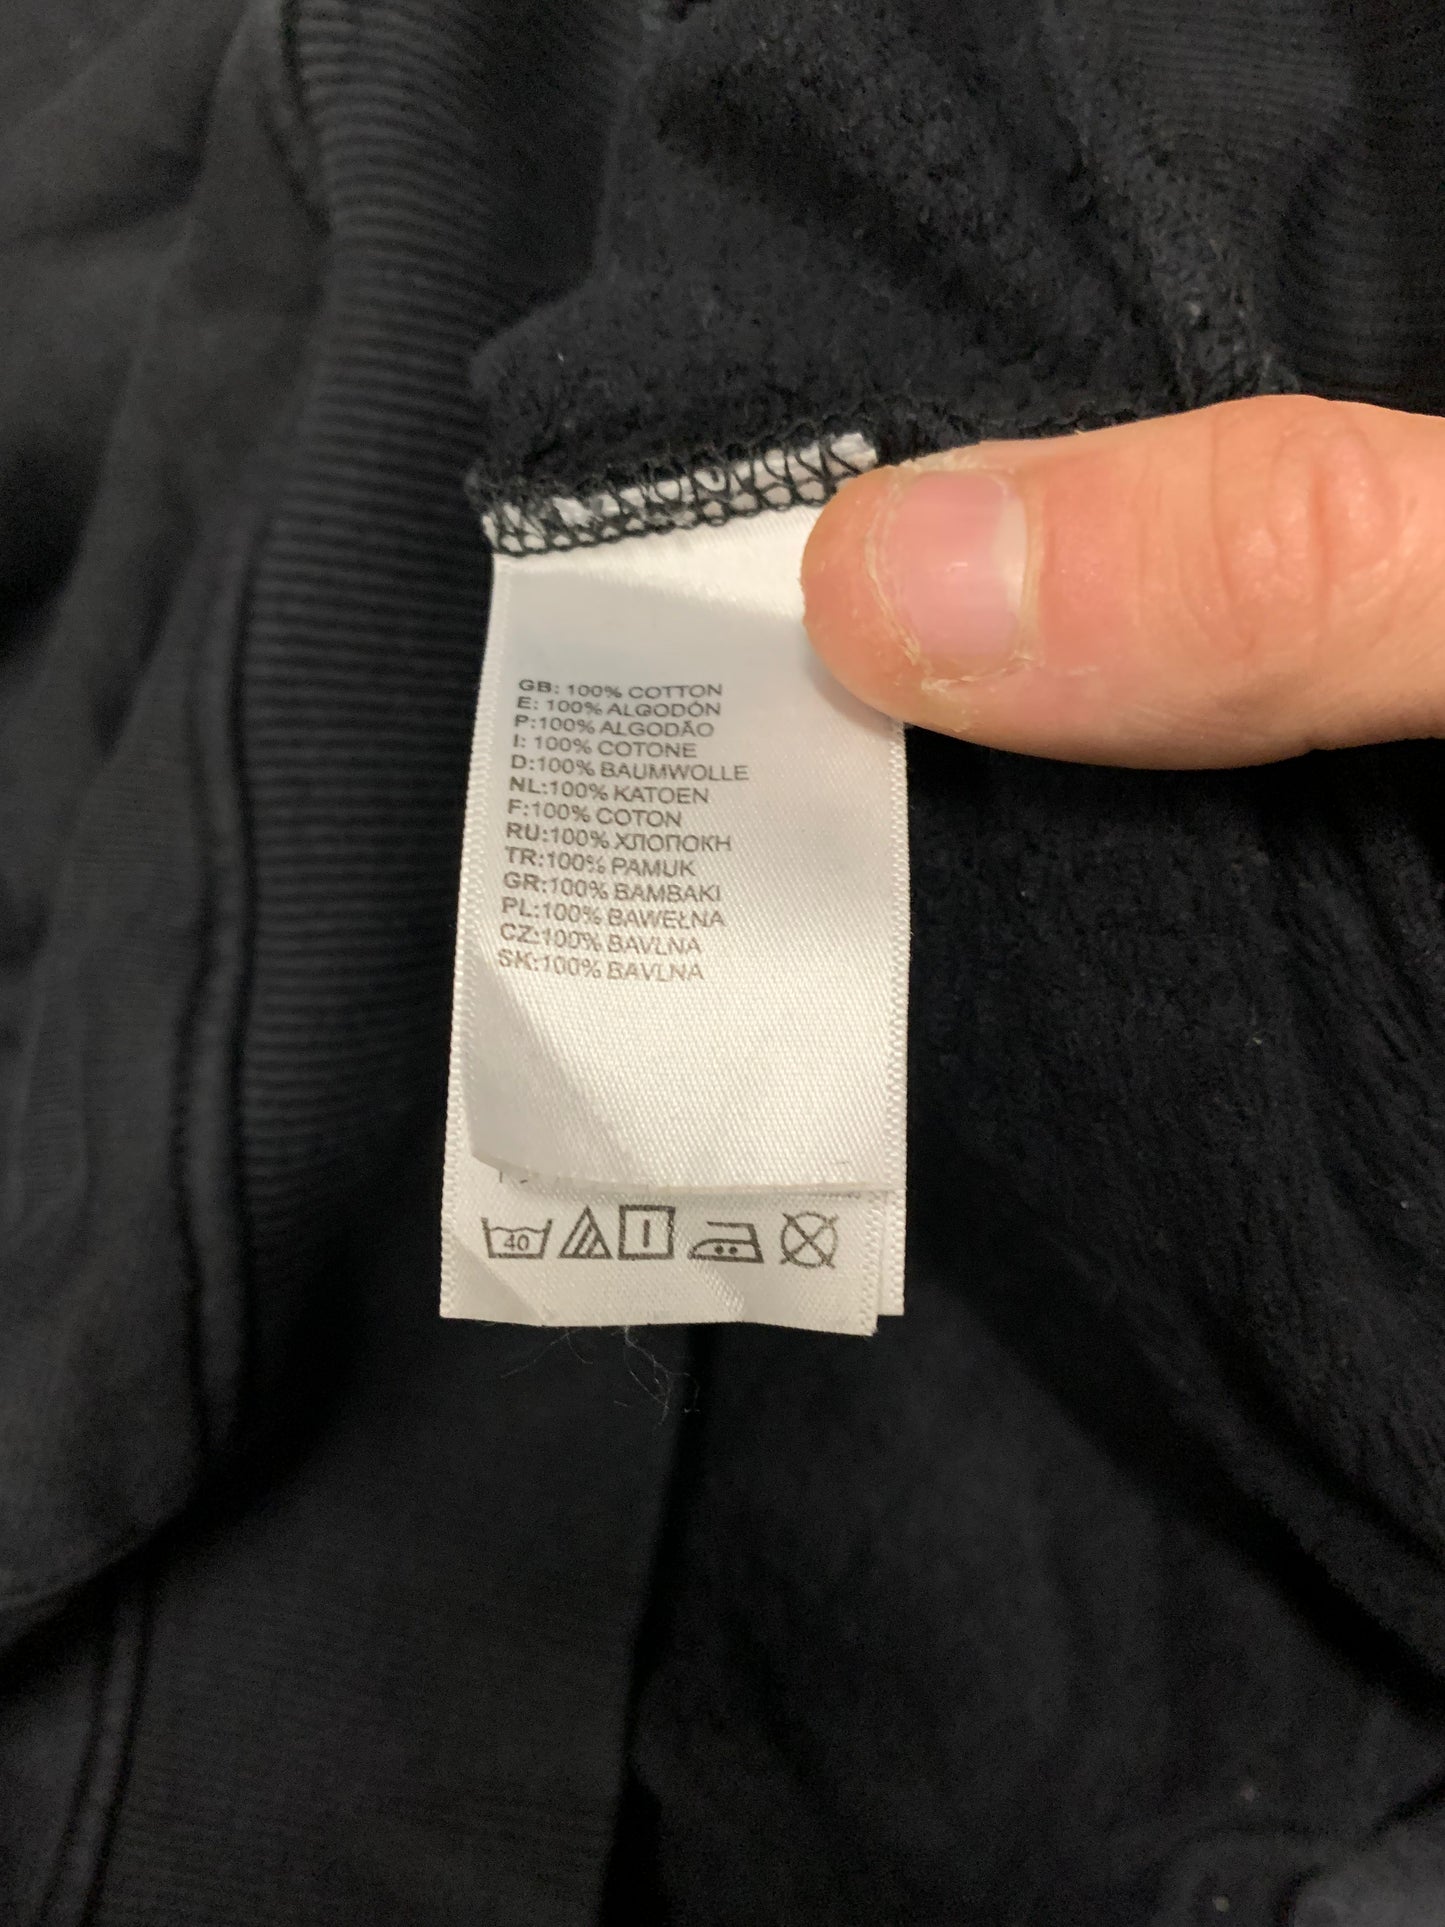 GB: 100% COTTON
E: 100% ALGODÓN
P:100% ALGODÃO
I: 100% COTONE
D:100% BAUMWOLLE
NL:100% KATOEN
F:100% COTON
RU:100% ХЛОПОКН
TR:100% PAMUK
GR:100% BAMBAKI
PL:100% BAWEŁNA
CZ:100% BAVLNA
SK:100% BAVLNA
40